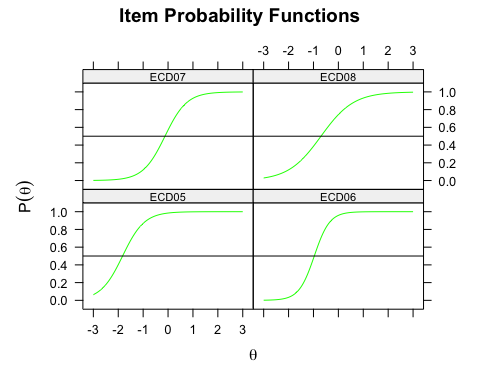 Item Probability Functions
-3 -2 -1 0 1 2 3
ECD07 ECD08
1.0
0.8
0.6
0.4
0.2
0.0
P(θ)
ECD05 ECD06
1.0
0.8
0.6
0.4
0.2
0.0
-3 -2 -1 0 1 2 3
θ